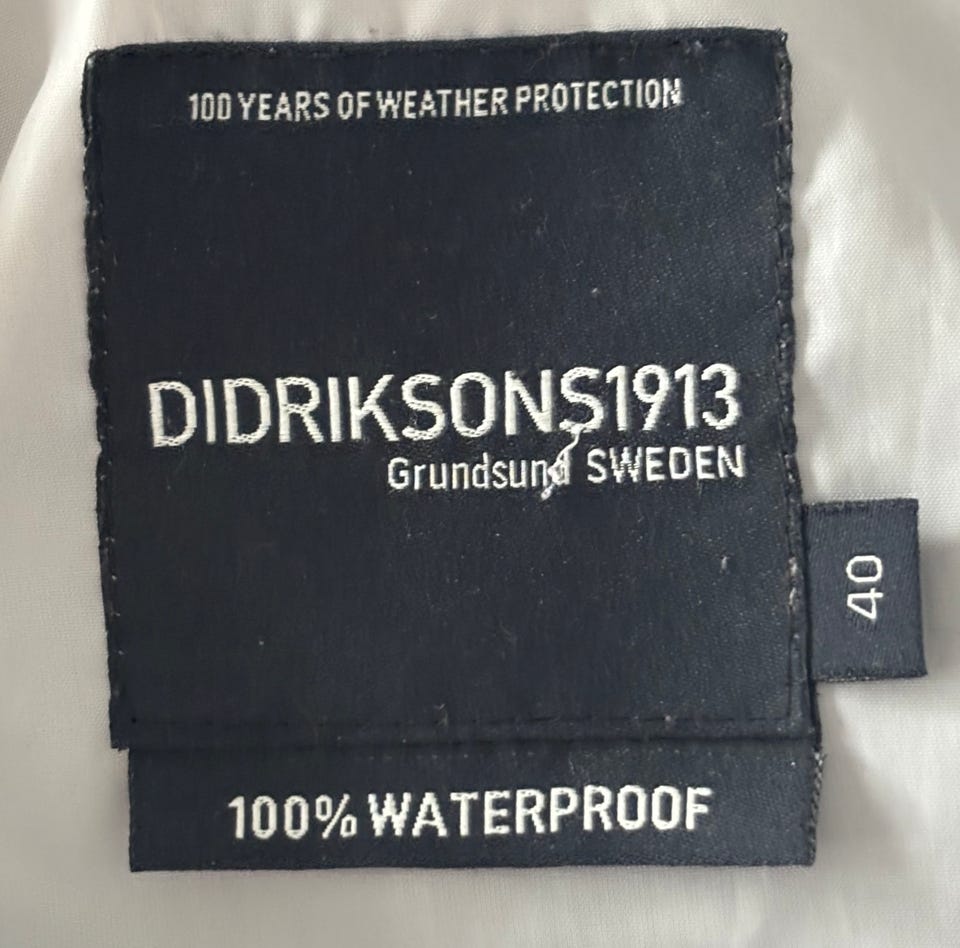 100 YEARS OF WEATHER PROTECTION
DIDRIKSONS1913
Grundsund SWEDEN
40
100% WATERPROOF